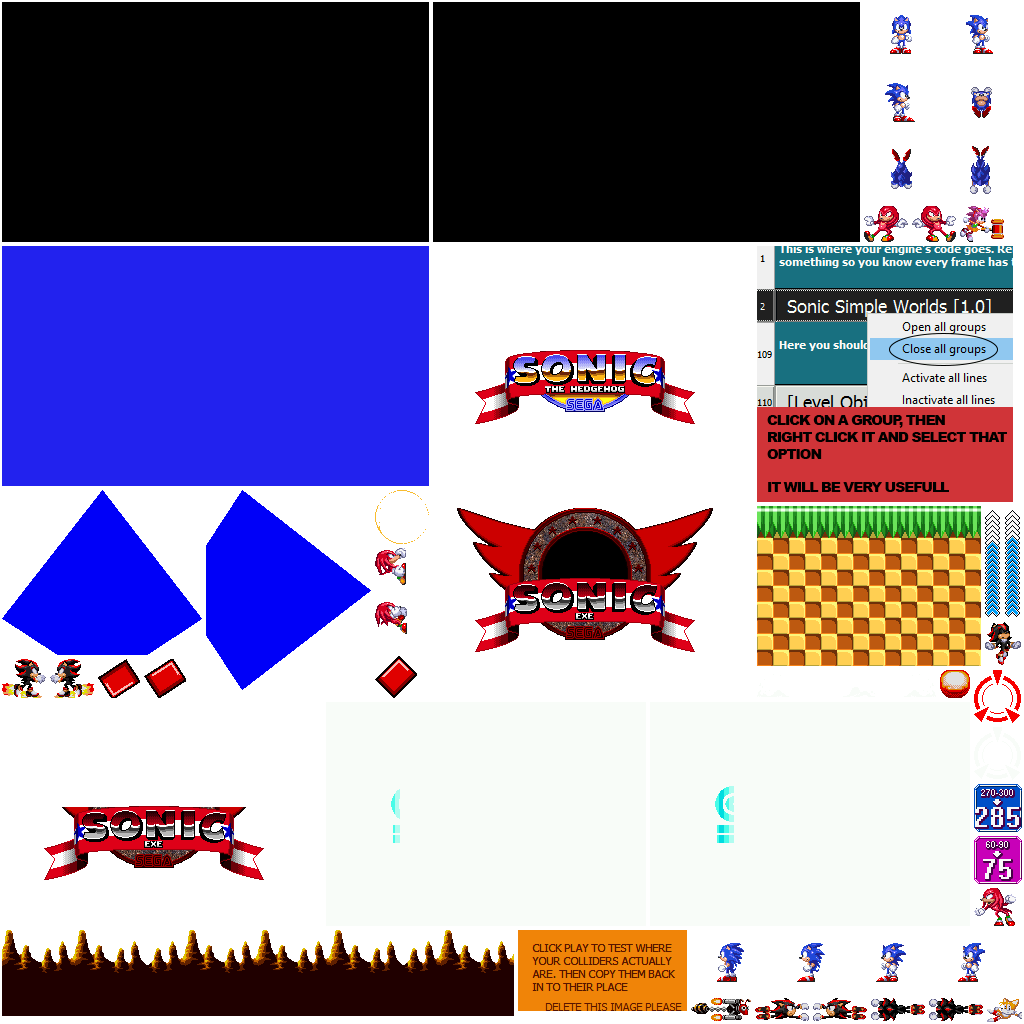 1
This is where your engine's code goes. Re
something so you know every frame has
2
Sonic Simple Worlds [1.0]
Open all groups
109
Here you should
Close all groups
Activate all lines
110
[Level Obj
Inactivate all lines
CLICK ON A GROUP, THEN
RIGHT CLICK IT AND SELECT THAT
OPTION
IT WILL BE VERY USEFULL
SONIC
THE HEDGEHOG
SEGA
SONIC
EXE
SEGA
270-300
285
60-90
75
SONIC
EXE
SEGA
CLICK PLAY TO TEST WHERE
YOUR COLLIDERS ACTUALLY
ARE. THEN COPY THEM BACK
IN TO THEIR PLACE
DELETE THIS IMAGE PLEASE